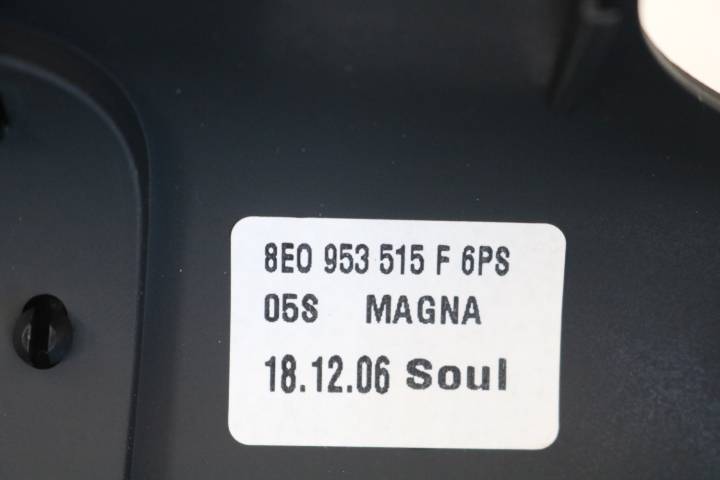 8E0 953 515 F 6PS
05S MAGNA
18.12.06 Soul